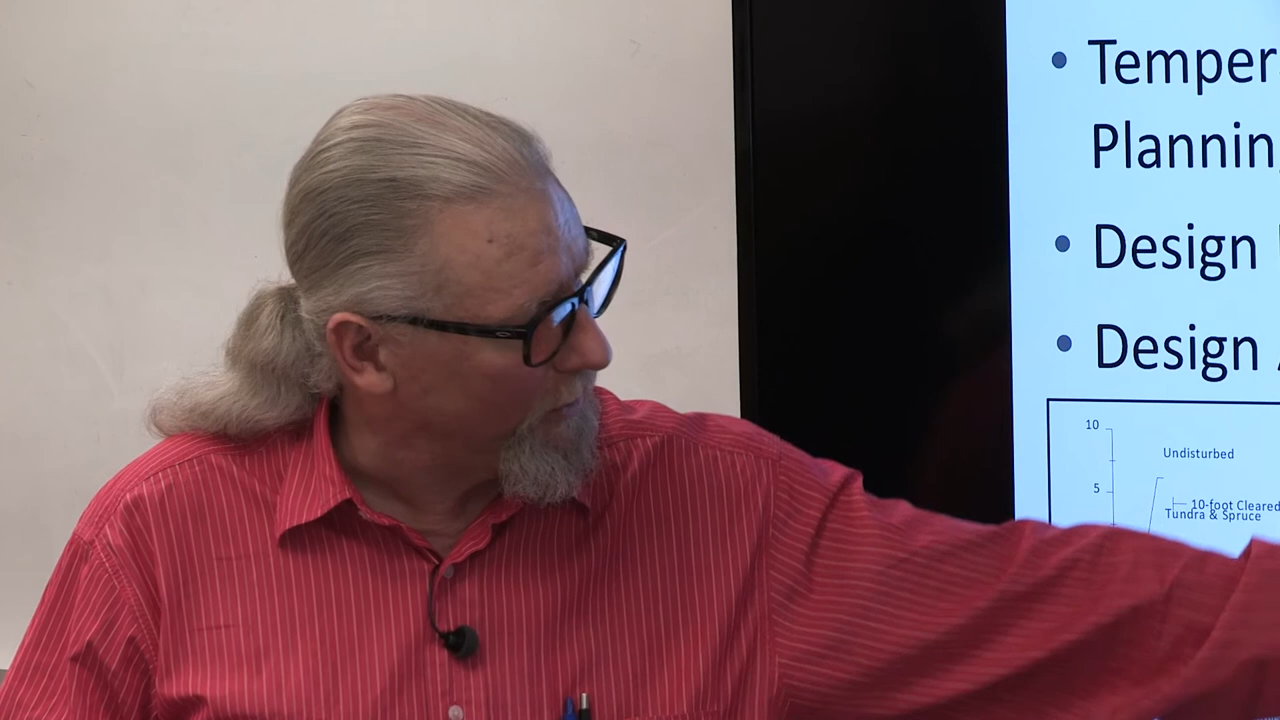 • Temper
Plannin
• Design
• Design
10
Undisturbed
5
10-foot Cleared
Tundra & Spruce